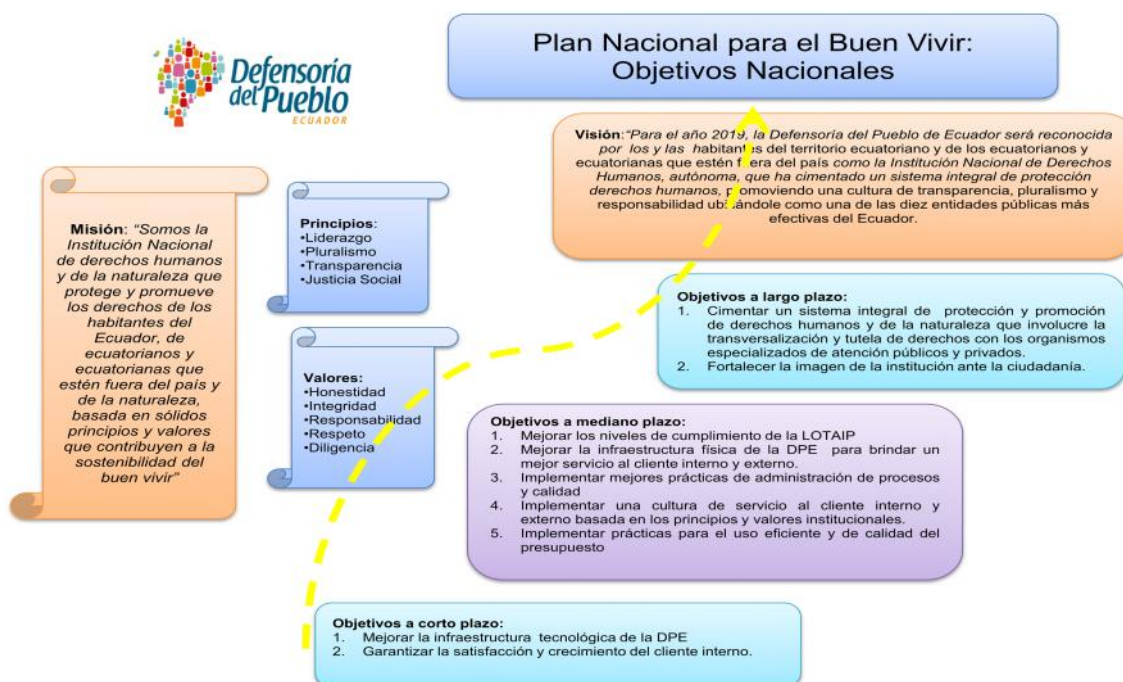 Defensoría
del Pueblo
ECUADOR
Plan Nacional para el Buen Vivir:
Objetivos Nacionales
Visión:“Para el año 2019, la Defensoría del Pueblo de Ecuador será reconocida
por los y las habitantes del territorio ecuatoriano y de los ecuatorianos y
ecuatorianas que estén fuera del país como la Institución Nacional de Derechos
Humanos, autónoma, que ha cimentado un sistema integral de protección
derechos humanos, promoviendo una cultura de transparencia, pluralismo y
responsabilidad ubicándole como una de las diez entidades públicas más
efectivas del Ecuador.
Misión: “Somos la
Institución Nacional
de derechos humanos
y de la naturaleza que
protege y promueve
los derechos de los
habitantes del
Ecuador, de
ecuatorianos y
ecuatorianas que
estén fuera del país y
de la naturaleza,
basada en sólidos
principios y valores
que contribuyen a la
sostenibilidad del
buen vivir”
Principios:
•Liderazgo
•Pluralismo
•Transparencia
•Justicia Social
Valores:
•Honestidad
•Integridad
•Responsabilidad
•Respeto
•Diligencia
Objetivos a largo plazo:
1. Cimentar un sistema integral de protección y promoción
de derechos humanos y de la naturaleza que involucre la
transversalización y tutela de derechos con los organismos
especializados de atención públicos y privados.
2. Fortalecer la imagen de la institución ante la ciudadanía.
Objetivos a mediano plazo:
1. Mejorar los niveles de cumplimiento de la LOTAIP
2. Mejorar la infraestructura física de la DPE para brindar un
mejor servicio al cliente interno y externo.
3. Implementar mejores prácticas de administración de procesos
y calidad
4. Implementar una cultura de servicio al cliente interno y
externo basada en los principios y valores institucionales.
5. Implementar prácticas para el uso eficiente y de calidad del
presupuesto
Objetivos a corto plazo:
1. Mejorar la infraestructura tecnológica de la DPE
2. Garantizar la satisfacción y crecimiento del cliente interno.